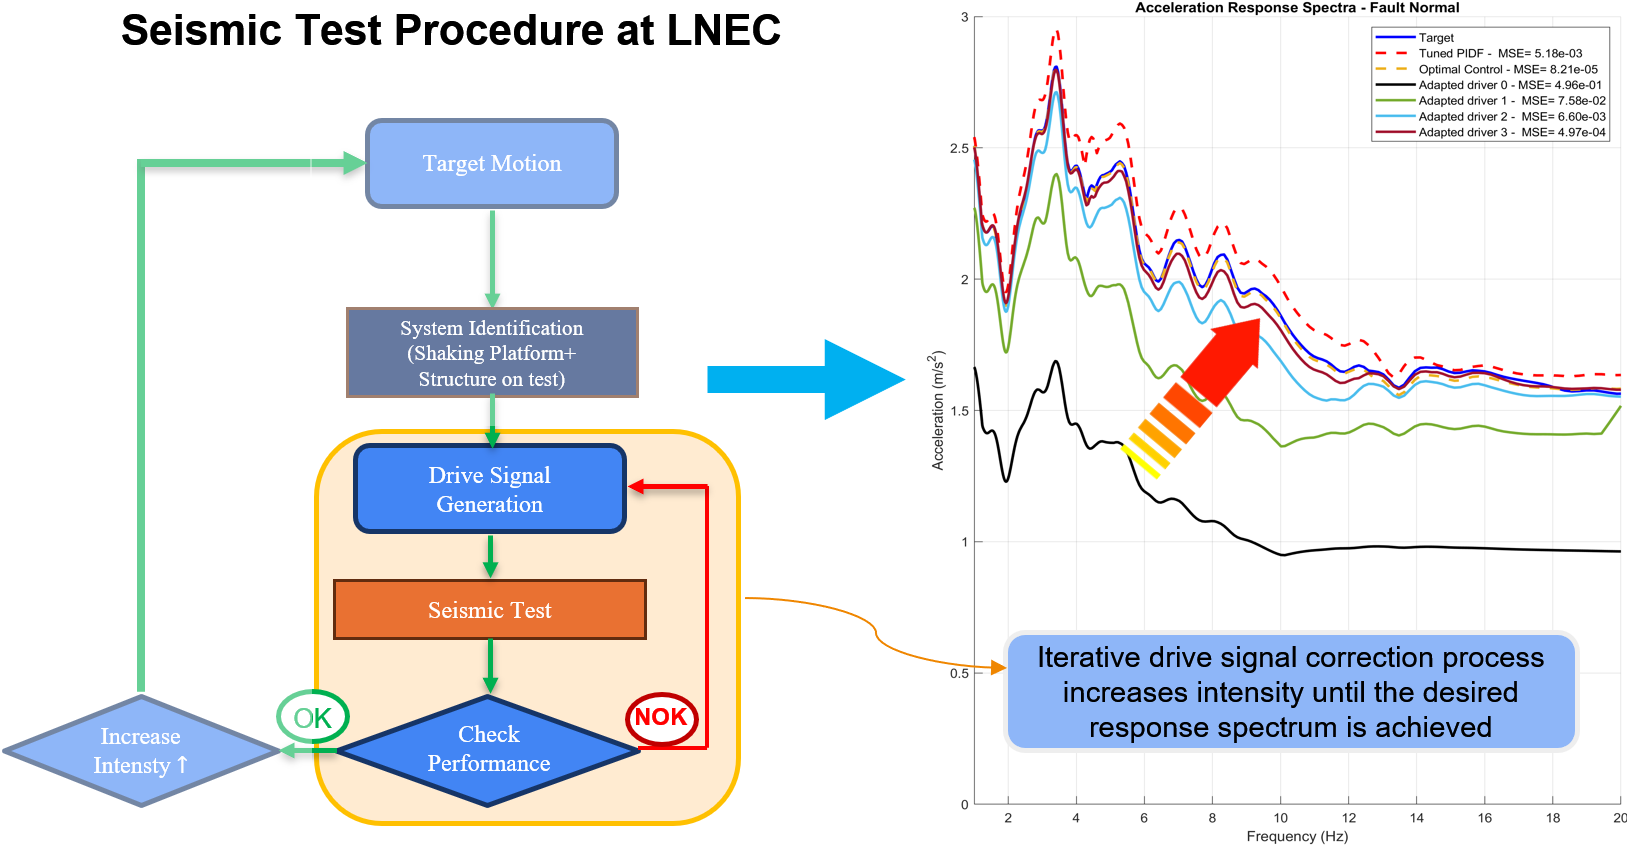 Seismic Test Procedure at LNEC
Target Motion
System Identification
(Shaking Platform+
Structure on test)
Drive Signal
Generation
Seismic Test
Check
Performance
OK
NOK
Increase
Intensty↑
Acceleration Response Spectra - Fault Normal
Target
Tuned PIDF - MSE= 5.18e-03
Optimal Control - MSE= 8.21e-05
Adapted driver 0 - MSE= 4.96e-01
Adapted driver 1 - MSE= 7.58e-02
Adapted driver 2 - MSE= 6.60e-03
Adapted driver 3 - MSE= 4.97e-04
3
2.5
2
1.5
1
0.5
0
Acceleration (m/s²)
Iterative drive signal correction process
increases intensity until the desired
response spectrum is achieved
2 4 6 8 10 12 14 16 18 20
Frequency (Hz)